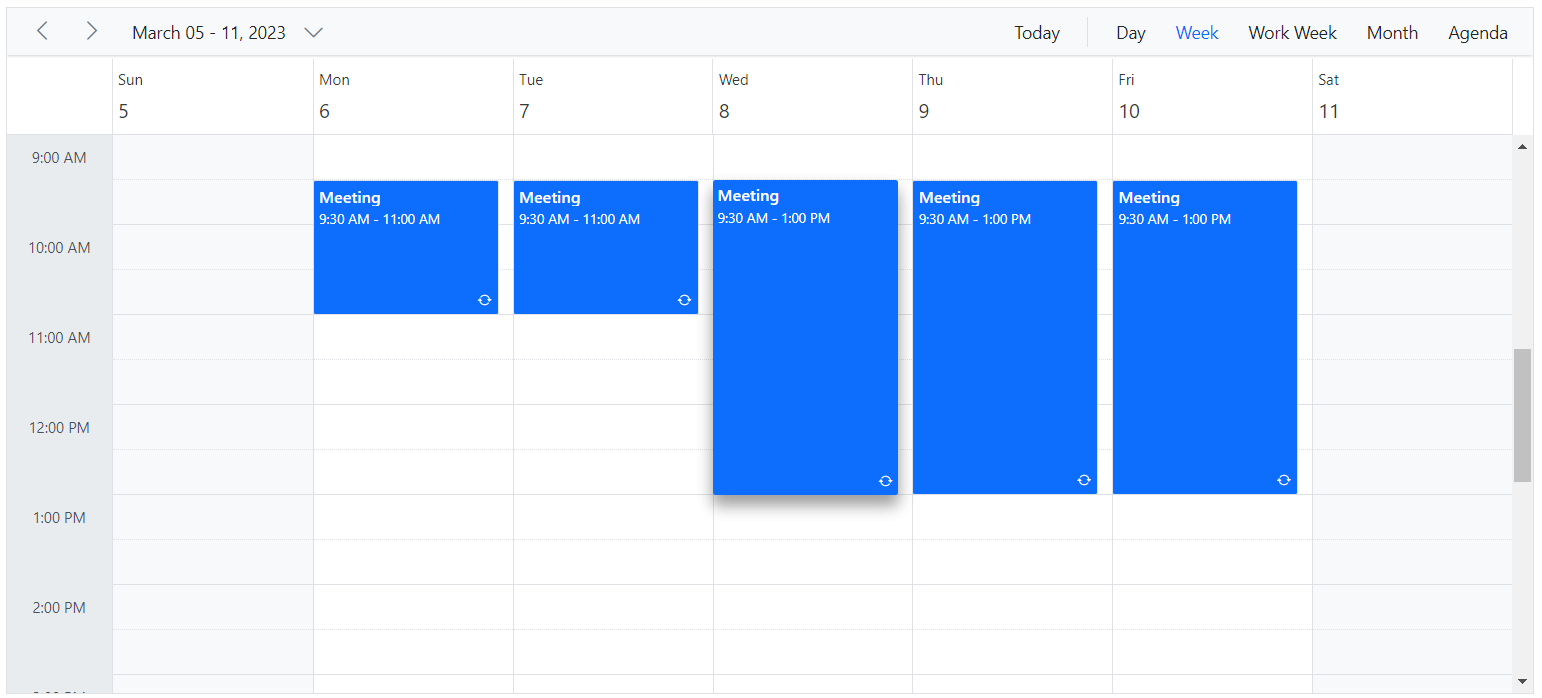 March 05 - 11, 2023 Today Day Week Work Week Month Agenda
Sun Mon Tue Wed Thu Fri Sat
5 6 7 8 9 10 11
9:00 AM
Meeting Meeting Meeting Meeting Meeting
9:30 AM - 11:00 AM 9:30 AM - 11:00 AM 9:30 AM - 1:00 PM 9:30 AM - 1:00 PM 9:30 AM - 1:00 PM
10:00 AM
11:00 AM
12:00 PM
1:00 PM
2:00 PM